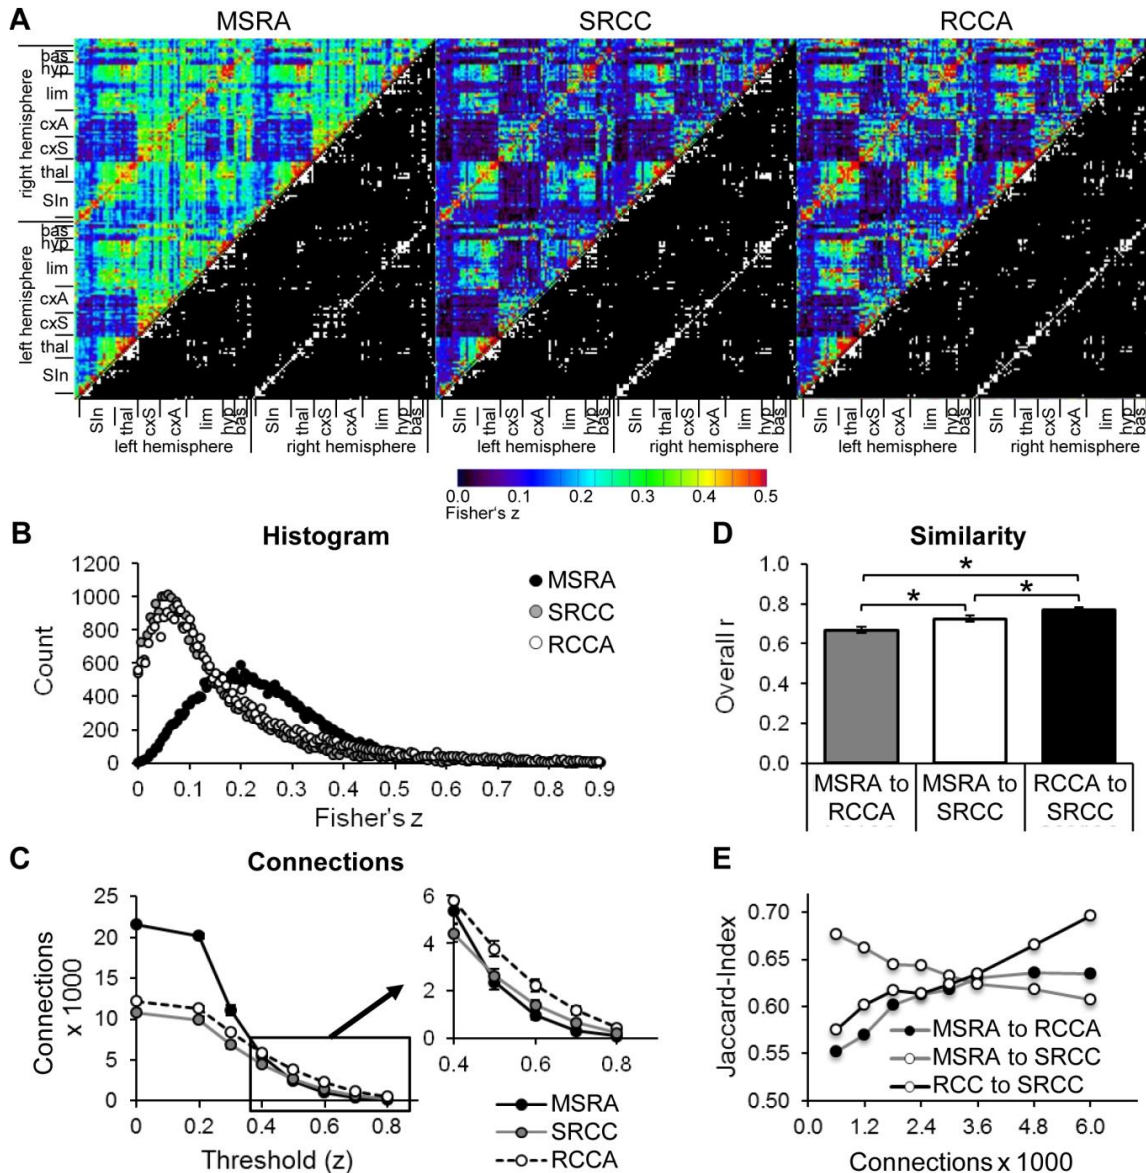 A
MSRA
SRCC
RCCA
right hemisphere
bas
hyp
lim
cxA
cxS
thal
SIn
left hemisphere
bas
hyp
lim
cxA
cxS
thal
SIn
SIn
thal
cxS
cxA
lim
hyp
bas
SIn
thal
cxS
cxA
lim
hyp
bas
SIn
thal
cxS
cxA
lim
hyp
bas
SIn
thal
cxS
cxA
lim
hyp
bas
SIn
thal
cxS
cxA
lim
hyp
bas
SIn
thal
cxS
cxA
lim
hyp
bas
left hemisphere
right hemisphere
left hemisphere
right hemisphere
left hemisphere
right hemisphere
0.0 0.1 0.2 0.3 0.4 0.5
Fisher's z
B
Histogram
Count
1200
1000
800
600
400
200
0
0 0.1 0.2 0.3 0.4 0.5 0.6 0.7 0.8 0.9
Fisher's z
MSRA
SRCC
RCCA
D
Similarity
Overall r
1.0
0.8
0.6
0.4
0.2
0.0
*
*
*
MSRA to
RCCA
MSRA to
SRCC
RCCA to
SRCC
C
Connections
Connections
x 1000
25
20
15
10
5
0
0 0.2 0.4 0.6 0.8
Threshold (z)
6
4
2
0
0.4 0.6 0.8
MSRA
SRCC
RCCA
E
Jaccard-Index
0.70
0.65
0.60
0.55
0.50
0.0 1.2 2.4 3.6 4.8 6.0
Connections x 1000
MSRA to RCCA
MSRA to SRCC
RCC to SRCC